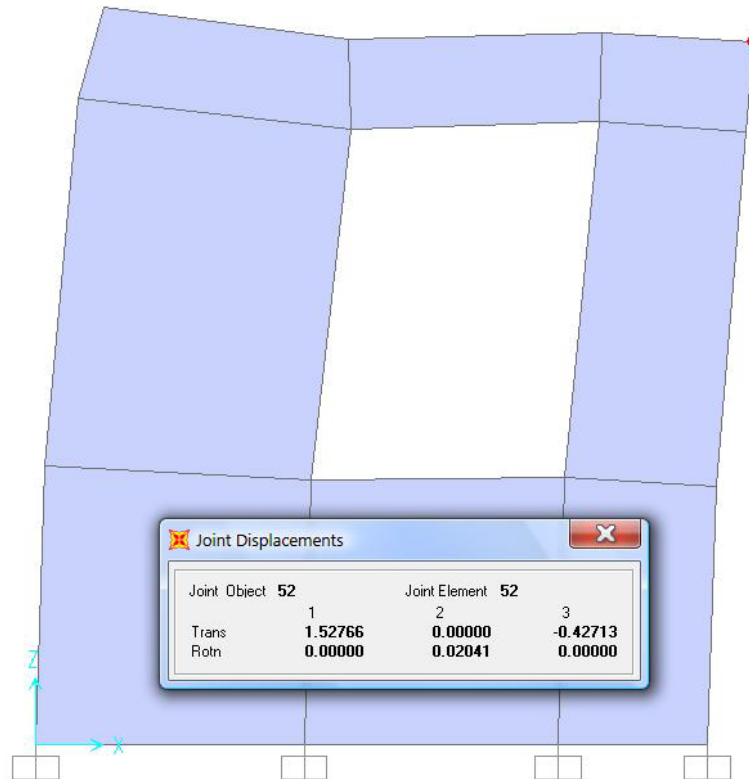 Joint Displacements
Joint Object 52 Joint Element 52
1 2 3
Trans 1.52766 0.00000 -0.42713
Rotn 0.00000 0.02041 0.00000
Z
X